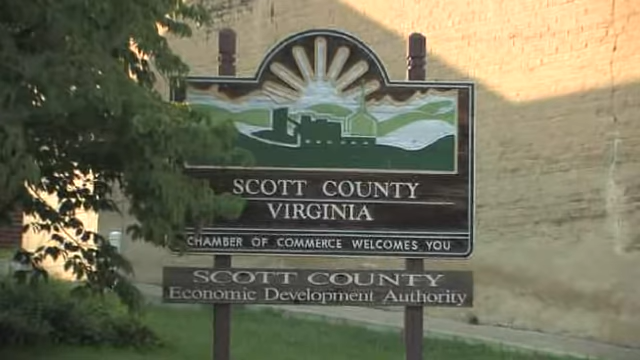 SCOTT COUNTY
VIRGINIA
CHAMBER OF COMMERCE WELCOMES YOU
SCOTT COUNTY
Economic Development Authority